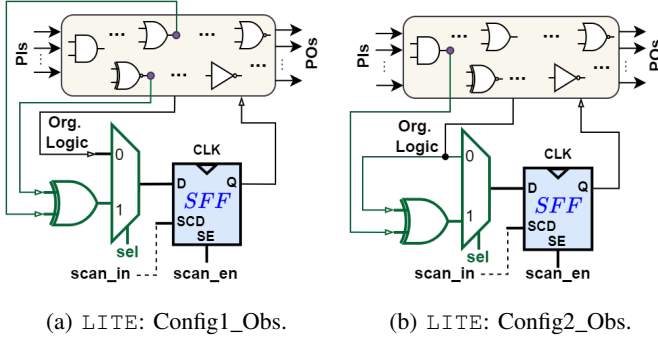 PIs
POs
Org.
Logic
0
1
sel
CLK
D
Q
SFF
SCD
SE
scan_in
scan_en
(a) LITE: Config1_Obs.
PIs
POs
Org.
Logic
0
1
sel
CLK
D
Q
SFF
SCD
SE
scan_in
scan_en
(b) LITE: Config2_Obs.